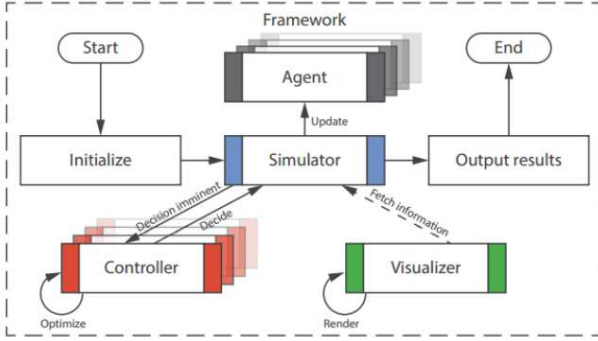 Framework
Start
End
Agent
Update
Initialize
Simulator
Output results
Decision imminent
Decide
Fetch information
Controller
Visualizer
Optimize
Render